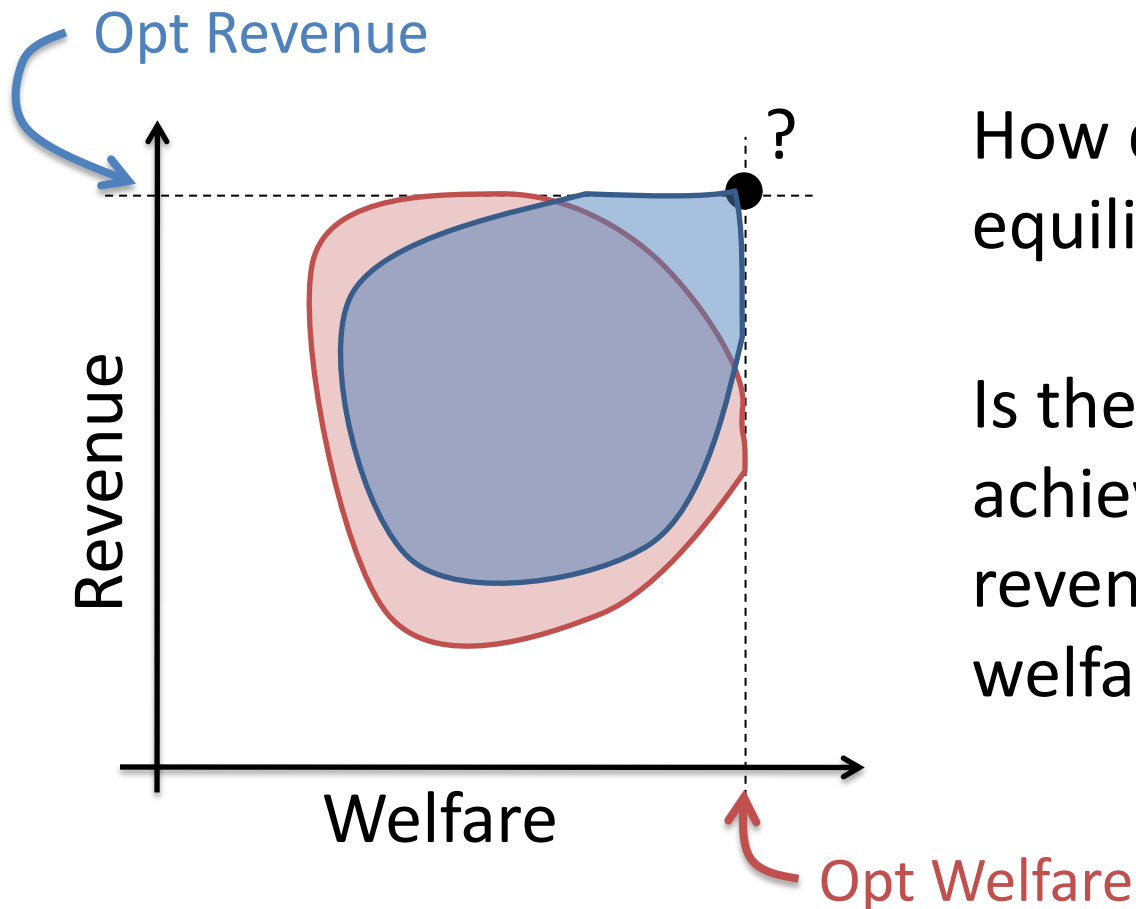 Opt Revenue
?
How
equili
Is the
achiev
reven
welfa
Revenue
Welfare
Opt Welfare